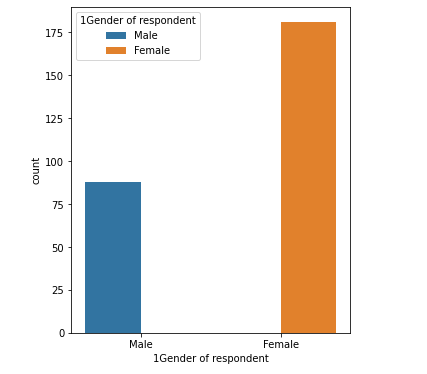 1Gender of respondent
Male
Female
175
150
125
100
75
50
25
0
count
Male Female
1Gender of respondent